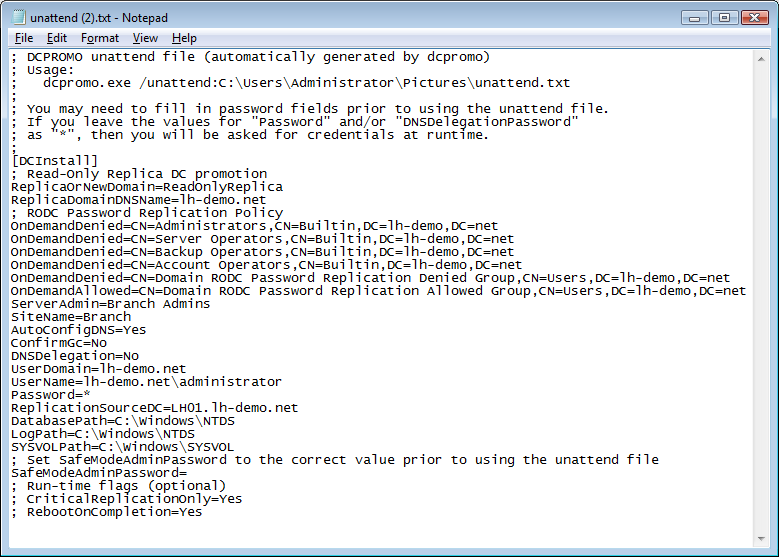 unattend (2).txt - Notepad
File Edit Format View Help
; DCPROMO unattend file (automatically generated by dcpromo)
; Usage:
;   dcpromo.exe /unattend:C:\Users\Administrator\Pictures\unattend.txt
;
; You may need to fill in password fields prior to using the unattend file.
; If you leave the values for "Password" and/or "DNSDelegationPassword"
; as "*", then you will be asked for credentials at runtime.
;
[DCInstall]
; Read-Only Replica DC promotion
ReplicaOrNewDomain=ReadOnlyReplica
ReplicaDomainDNSName=lh-demo.net
; RODC Password Replication Policy
OnDemandDenied=CN=Administrators,CN=Builtin,DC=lh-demo,DC=net
OnDemandDenied=CN=Server Operators,CN=Builtin,DC=lh-demo,DC=net
OnDemandDenied=CN=Backup Operators,CN=Builtin,DC=lh-demo,DC=net
OnDemandDenied=CN=Account Operators,CN=Builtin,DC=lh-demo,DC=net
OnDemandDenied=CN=Domain RODC Password Replication Denied Group,CN=Users,DC=lh-demo,DC=net
OnDemandAllowed=CN=Domain RODC Password Replication Allowed Group,CN=Users,DC=lh-demo,DC=net
ServerAdmin=Branch Admins
SiteName=Branch
AutoConfigDNS=Yes
ConfirmGc=No
DNSDelegation=No
UserDomain=lh-demo.net
UserName=lh-demo.net\administrator
Password=*
ReplicationSourceDC=LH01.lh-demo.net
DatabasePath=C:\Windows\NTDS
LogPath=C:\Windows\NTDS
SYSVOLPath=C:\Windows\SYSVOL
; Set SafeModeAdminPassword to the correct value prior to using the unattend file
SafeModeAdminPassword=
; Run-time flags (optional)
; CriticalReplicationOnly=Yes
; RebootOnCompletion=Yes